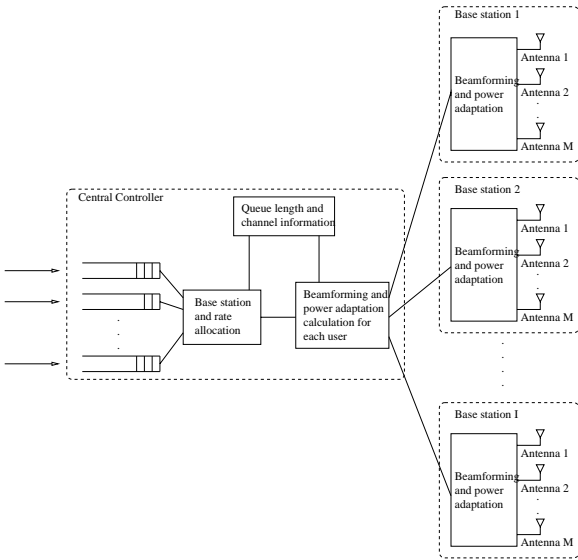 Base station 1
Beamforming
and power
adaptation
Antenna 1
Antenna 2
Antenna M
Central Controller
Queue length and
channel information
Base station
and rate
allocation
Beamforming and
power adaptation
calculation for
each user
Base station 2
Beamforming
and power
adaptation
Antenna 1
Antenna 2
Antenna M
Base station I
Beamforming
and power
adaptation
Antenna 1
Antenna 2
Antenna M